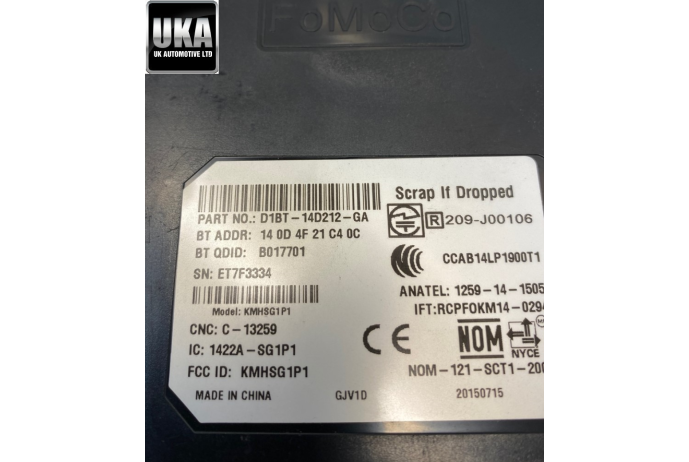 UKA
UK AUTOMOTIVE LTD
FoMoCo
Scrap If Dropped
PART NO.: D1BT-14D212-GA
R 209-J00106
BT ADDR: 14 0D 4F 21 C4 0C
BT QDID: B017701
CCAB14LP1900T1
SN: ET7F3334
ANATEL: 1259-14-1505
Model: KMHSG1P1
IFT:RCPFOKM14-0294
CNC: C-13259
CE
NOM
NYCE
IC: 1422A-SG1P1
FCC ID: KMHSG1P1
NOM-121-SCT1-200
MADE IN CHINA
GJV1D
20150715